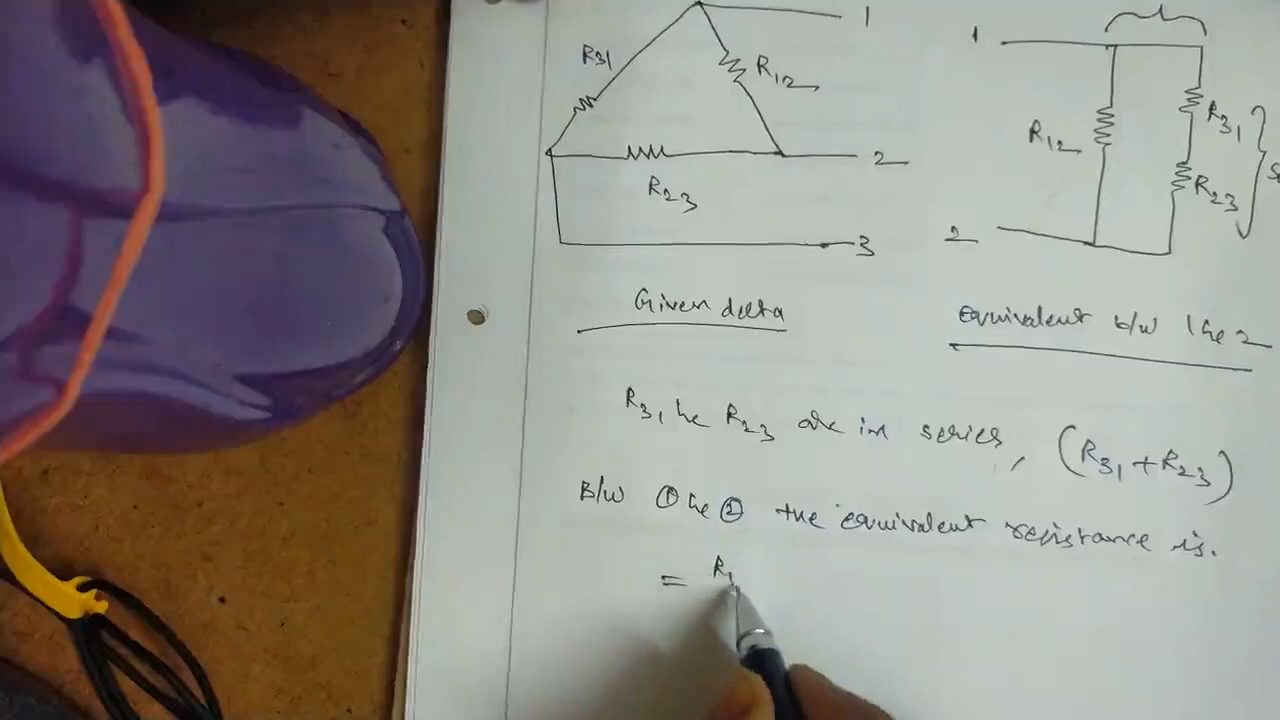 1
R31
R12
2
R23
3
Given delta
1
R12
R31
R23
2
equivalent b/w 1 & 2
R31 & R23 are in series, (R31 + R23)
B/W ① & ② the equivalent resistance is.
= R1